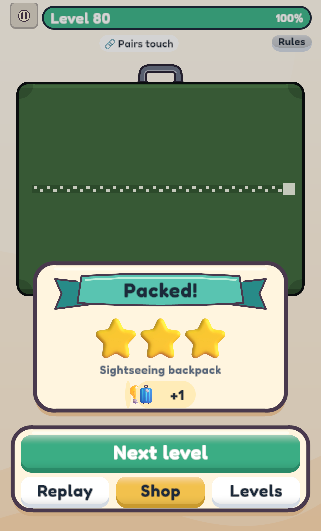 Level 80
100%
Pairs touch
Rules
Packed!
Sightseeing backpack
+1
Next level
Replay
Shop
Levels